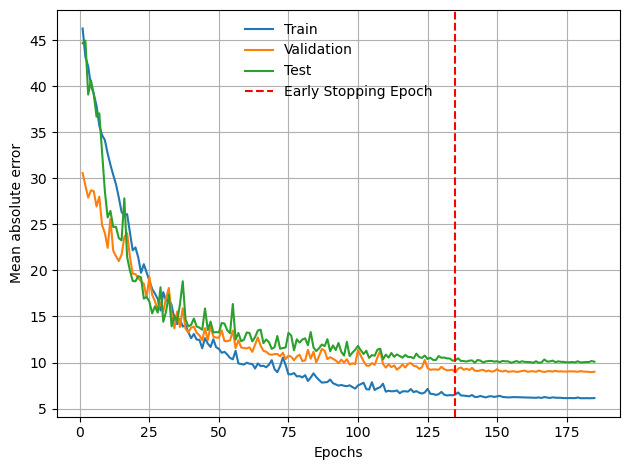 Train
Validation
Test
Early Stopping Epoch
Mean absolute error
45
40
35
30
25
20
15
10
5
0 25 50 75 100 125 150 175
Epochs